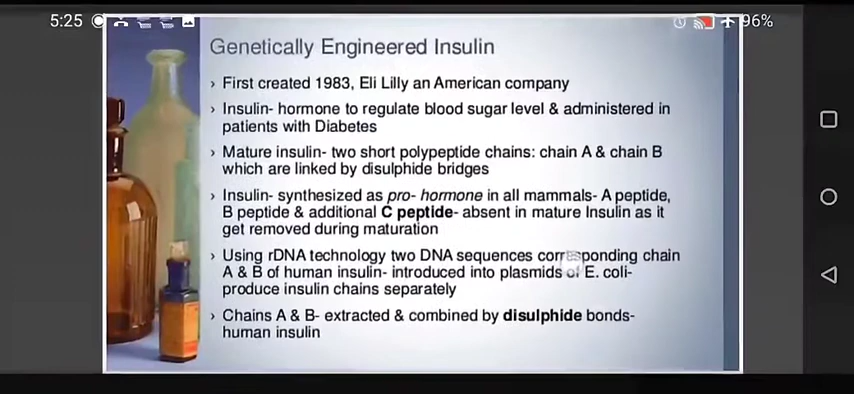 5:25
96%
Genetically Engineered Insulin
› First created 1983, Eli Lilly an American company
› Insulin- hormone to regulate blood sugar level & administered in
patients with Diabetes
› Mature insulin- two short polypeptide chains: chain A & chain B
which are linked by disulphide bridges
› Insulin- synthesized as pro- hormone in all mammals- A peptide,
B peptide & additional C peptide- absent in mature Insulin as it
get removed during maturation
› Using rDNA technology two DNA sequences corresponding chain
A & B of human insulin- introduced into plasmids of E. coli-
produce insulin chains separately
› Chains A & B- extracted & combined by disulphide bonds-
human insulin